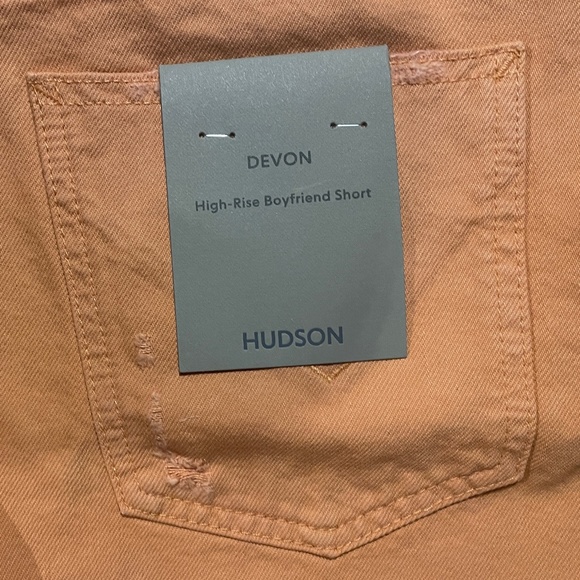 DEVON
High-Rise Boyfriend Short
HUDSON